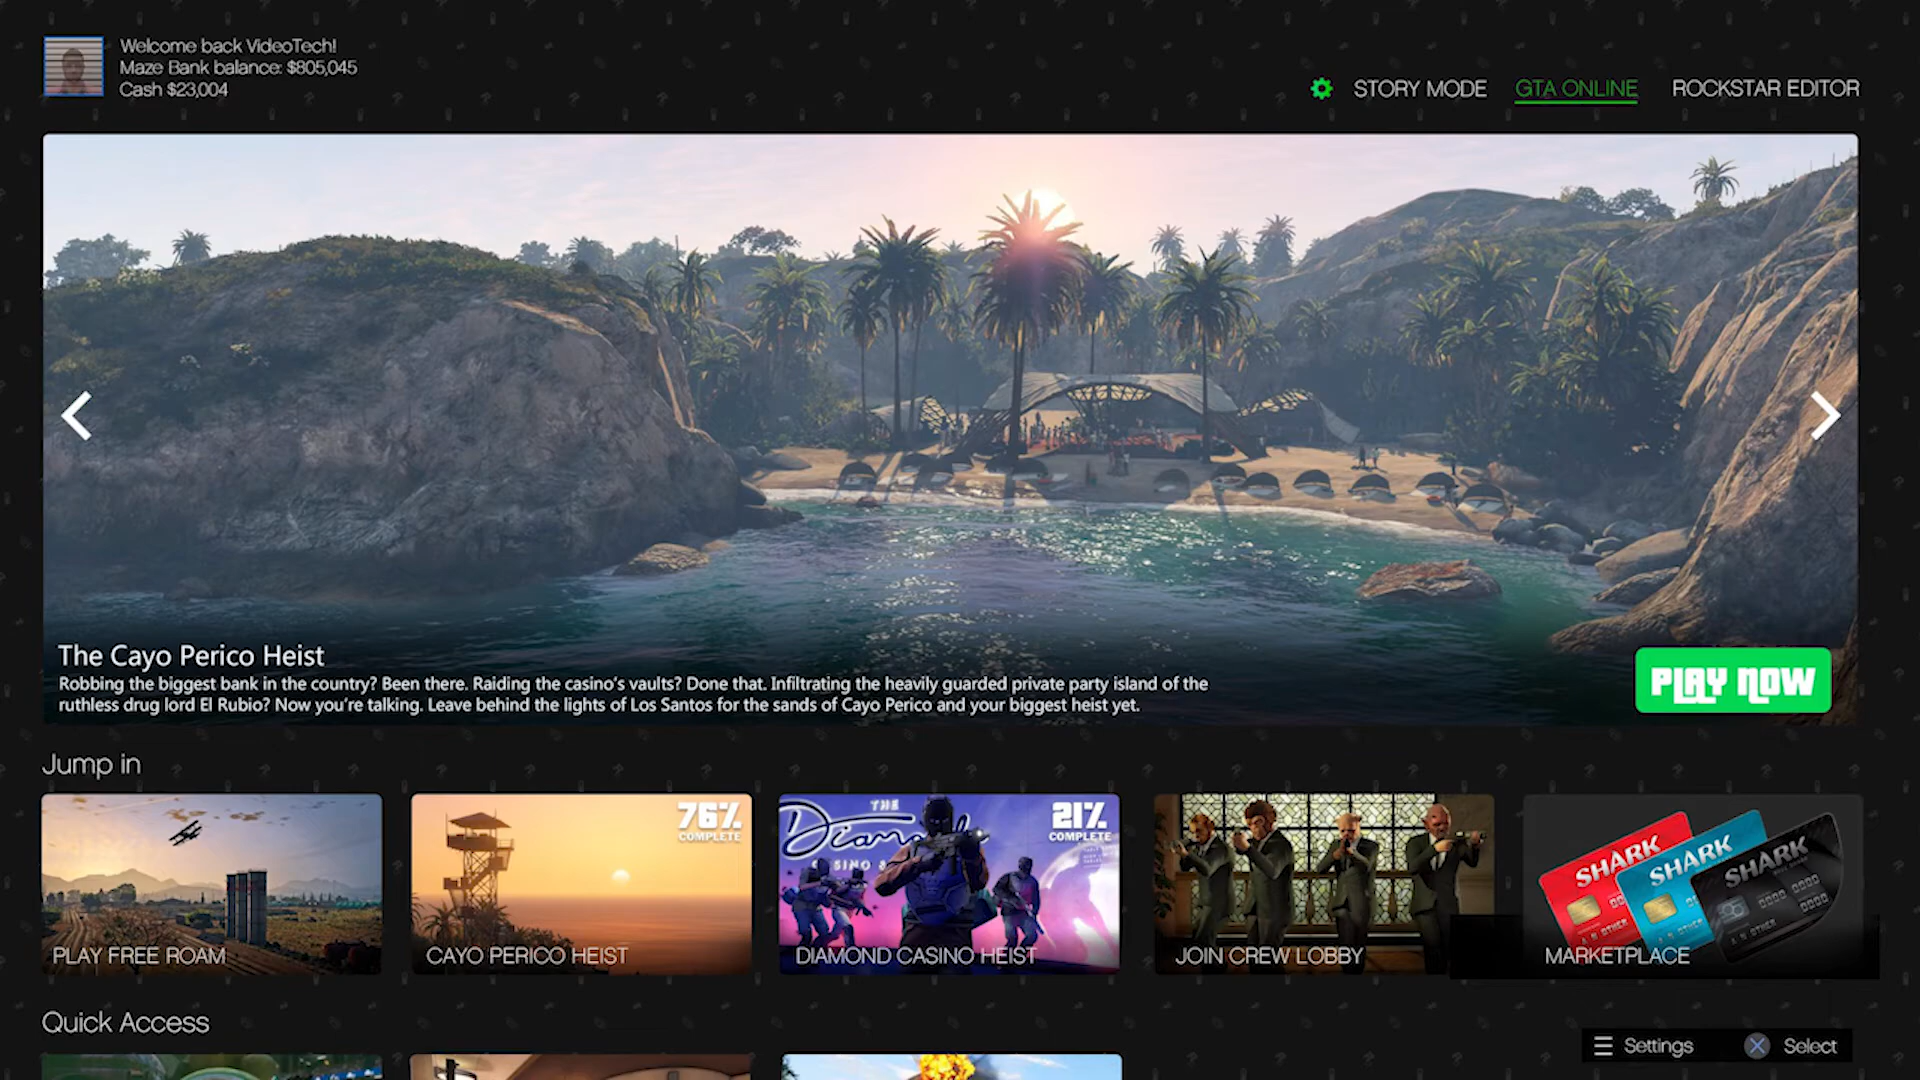 Welcome back VideoTech!
Maze Bank balance: $805,045
Cash $23,004
STORY MODE
GTA ONLINE
ROCKSTAR EDITOR
The Cayo Perico Heist
Robbing the biggest bank in the country? Been there. Raiding the casino's vaults? Done that. Infiltrating the heavily guarded private party island of the
ruthless drug lord El Rubio? Now you're talking. Leave behind the lights of Los Santos for the sands of Cayo Perico and your biggest heist yet.
PLAY NOW
Jump in
PLAY FREE ROAM
76%
COMPLETE
CAYO PERICO HEIST
THE
21%
COMPLETE
DIAMOND CASINO HEIST
JOIN CREW LOBBY
SHARK
SHARK
SHARK
MARKETPLACE
Quick Access
Settings
Select